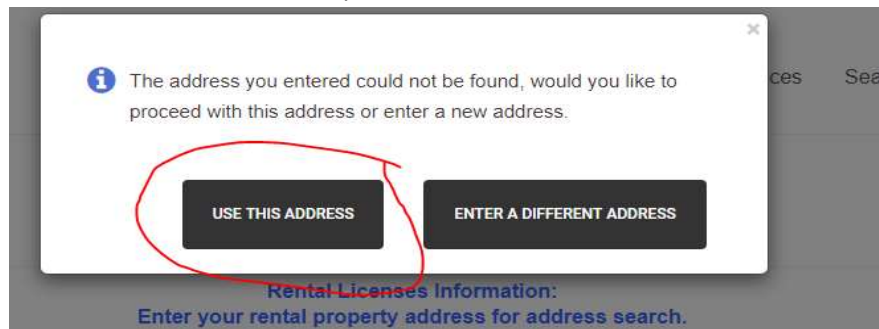 ×
The address you entered could not be found, would you like to
proceed with this address or enter a new address.
ces Sea
USE THIS ADDRESS ENTER A DIFFERENT ADDRESS
Rental Licenses Information:
Enter your rental property address for address search.